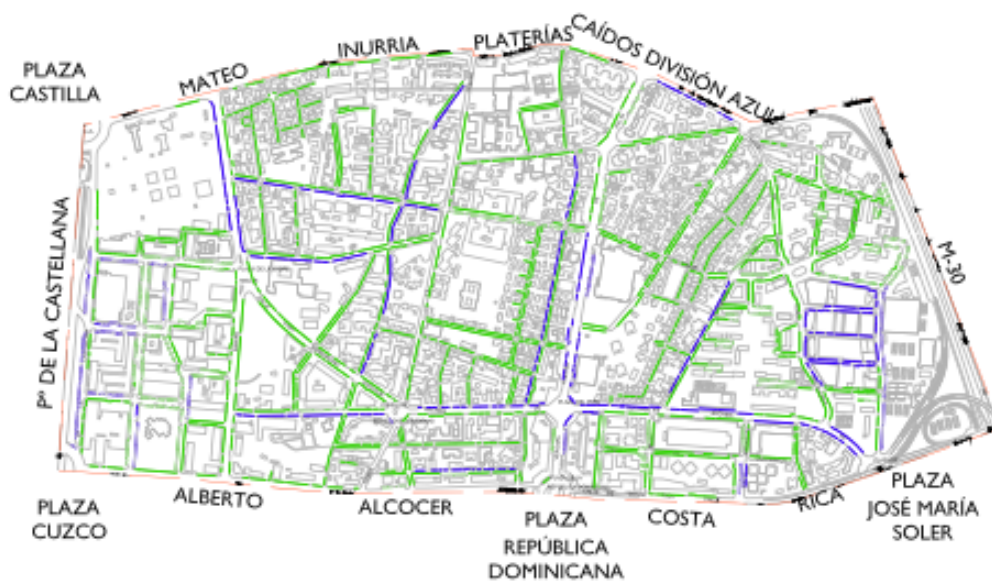 PLATERÍAS
CAÍDOS DIVISIÓN AZUL
INURRIA
MATEO
PLAZA
CASTILLA
Pº DE LA CASTELLANA
M-30
PLAZA
CUZCO
ALBERTO
ALCOCER
PLAZA
REPÚBLICA
DOMINICANA
COSTA
RICA
PLAZA
JOSÉ MARÍA
SOLER